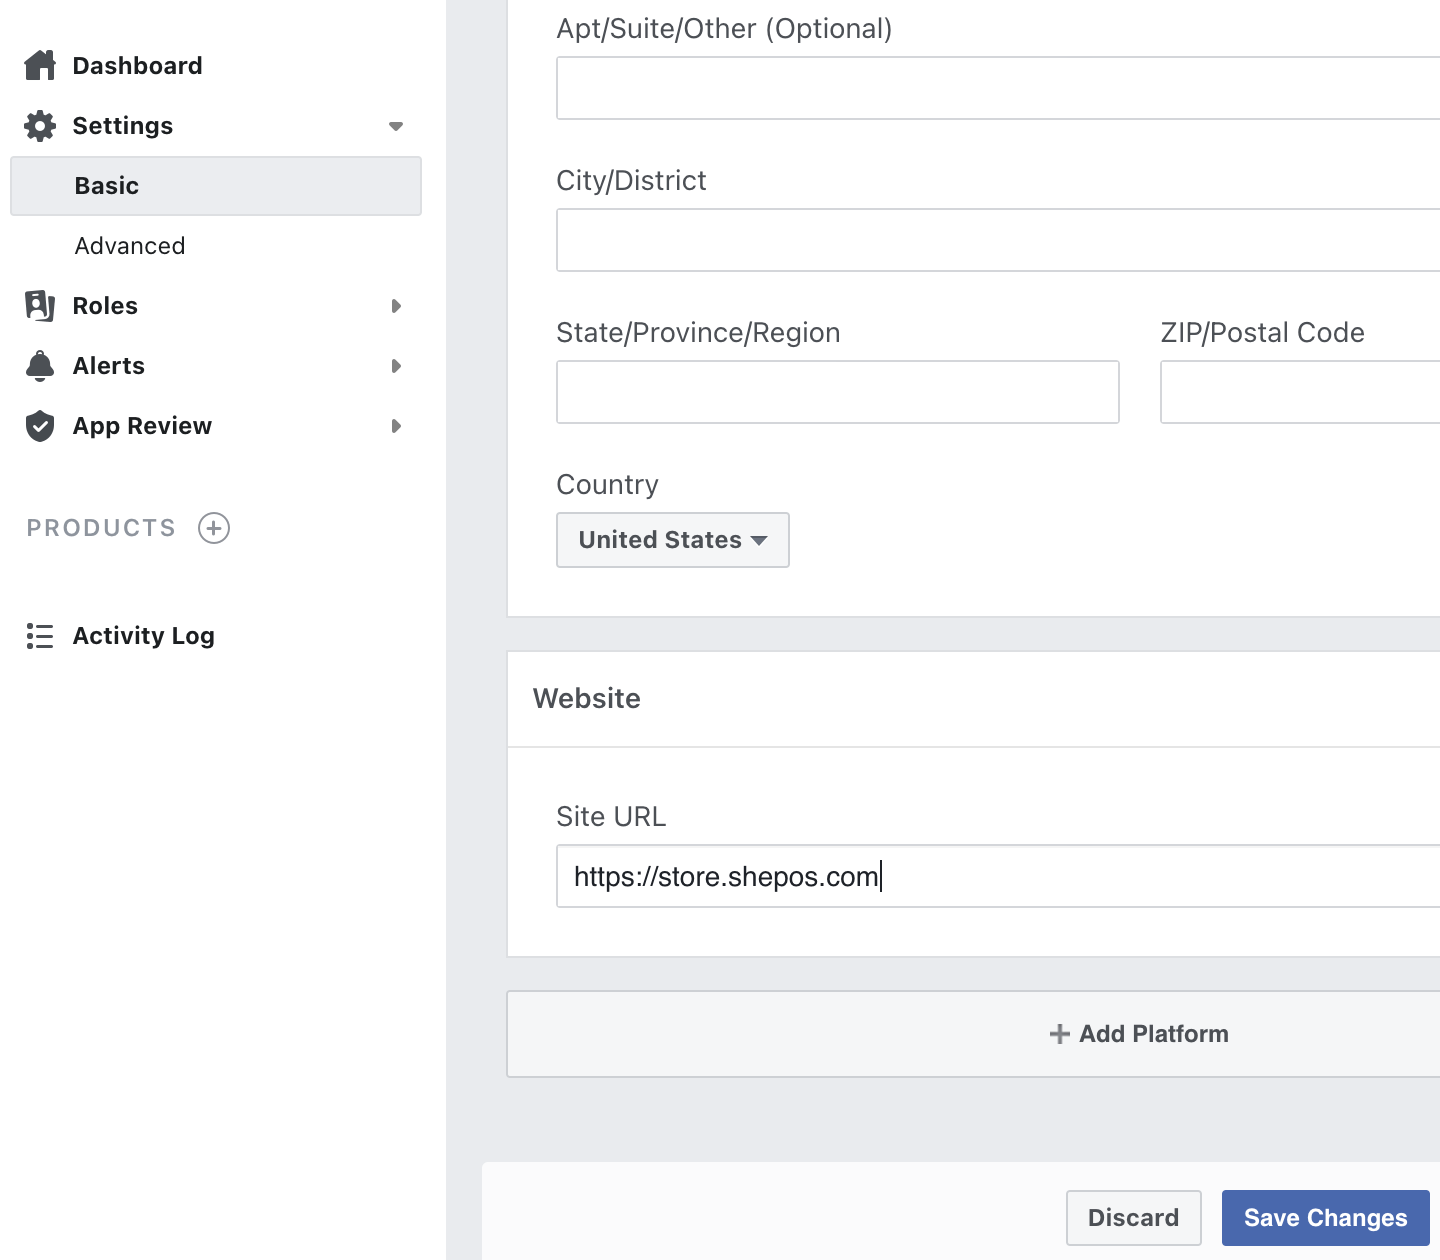 Dashboard
Settings
Basic
Advanced
Roles
Alerts
App Review
PRODUCTS
Activity Log
Apt/Suite/Other (Optional)
City/District
State/Province/Region
ZIP/Postal Code
Country
United States
Website
Site URL
https://store.shepos.com
Add Platform
Discard
Save Changes